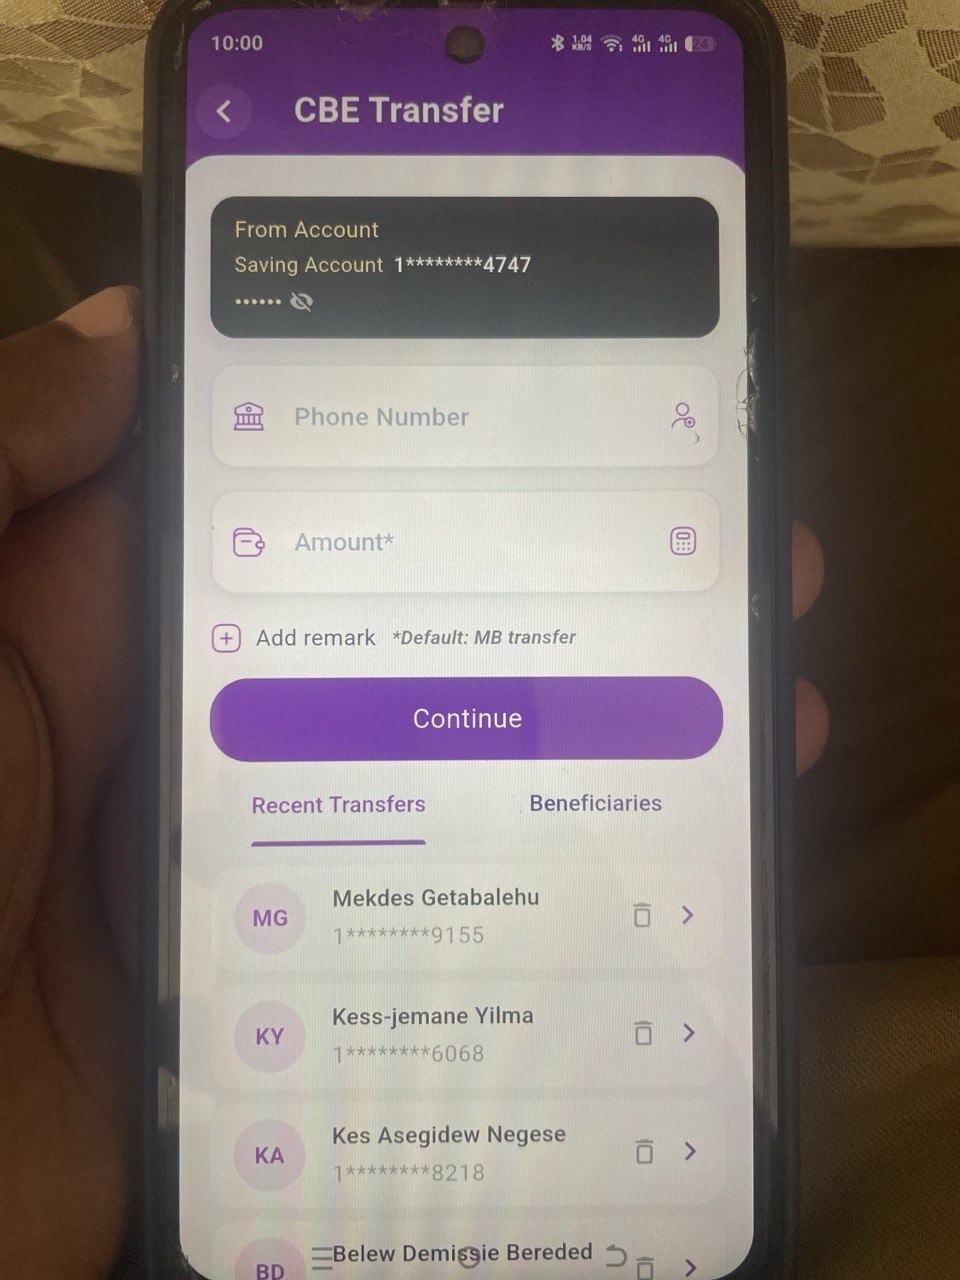 10:00
1.04
KB/S
4G
4G
24
CBE Transfer
From Account
Saving Account 1********4747
••••••
Phone Number
Amount*
Add remark *Default: MB transfer
Continue
Recent Transfers
Beneficiaries
MG
Mekdes Getabalehu
1********9155
KY
Kess-jemane Yilma
1********6068
KA
Kes Asegidew Negese
1********8218
BD
Belew Demissie Bereded